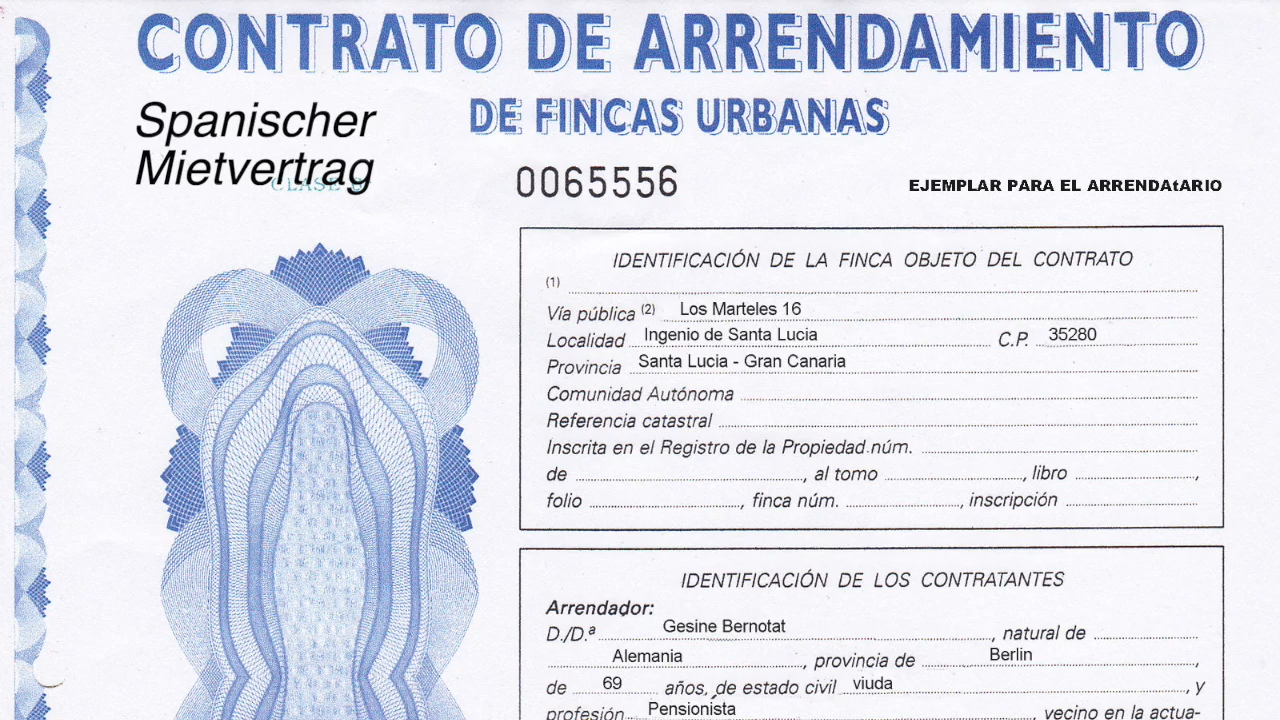 CONTRATO DE ARRENDAMIENTO
DE FINCAS URBANAS
Spanischer
Mietvertrag
CLASE
0065556
EJEMPLAR PARA EL ARRENDAtARIO
IDENTIFICACIÓN DE LA FINCA OBJETO DEL CONTRATO
(1)
Vía pública (2) Los Marteles 16
Localidad Ingenio de Santa Lucia C.P. 35280
Provincia Santa Lucia - Gran Canaria
Comunidad Autónoma
Referencia catastral
Inscrita en el Registro de la Propiedad núm.
de , al tomo , libro ,
folio , finca núm. , inscripción
IDENTIFICACIÓN DE LOS CONTRATANTES
Arrendador:
D./D.ª Gesine Bernotat , natural de
Alemania , provincia de Berlin ,
de 69 años, de estado civil viuda , y
profesión Pensionista , vecino en la actua-